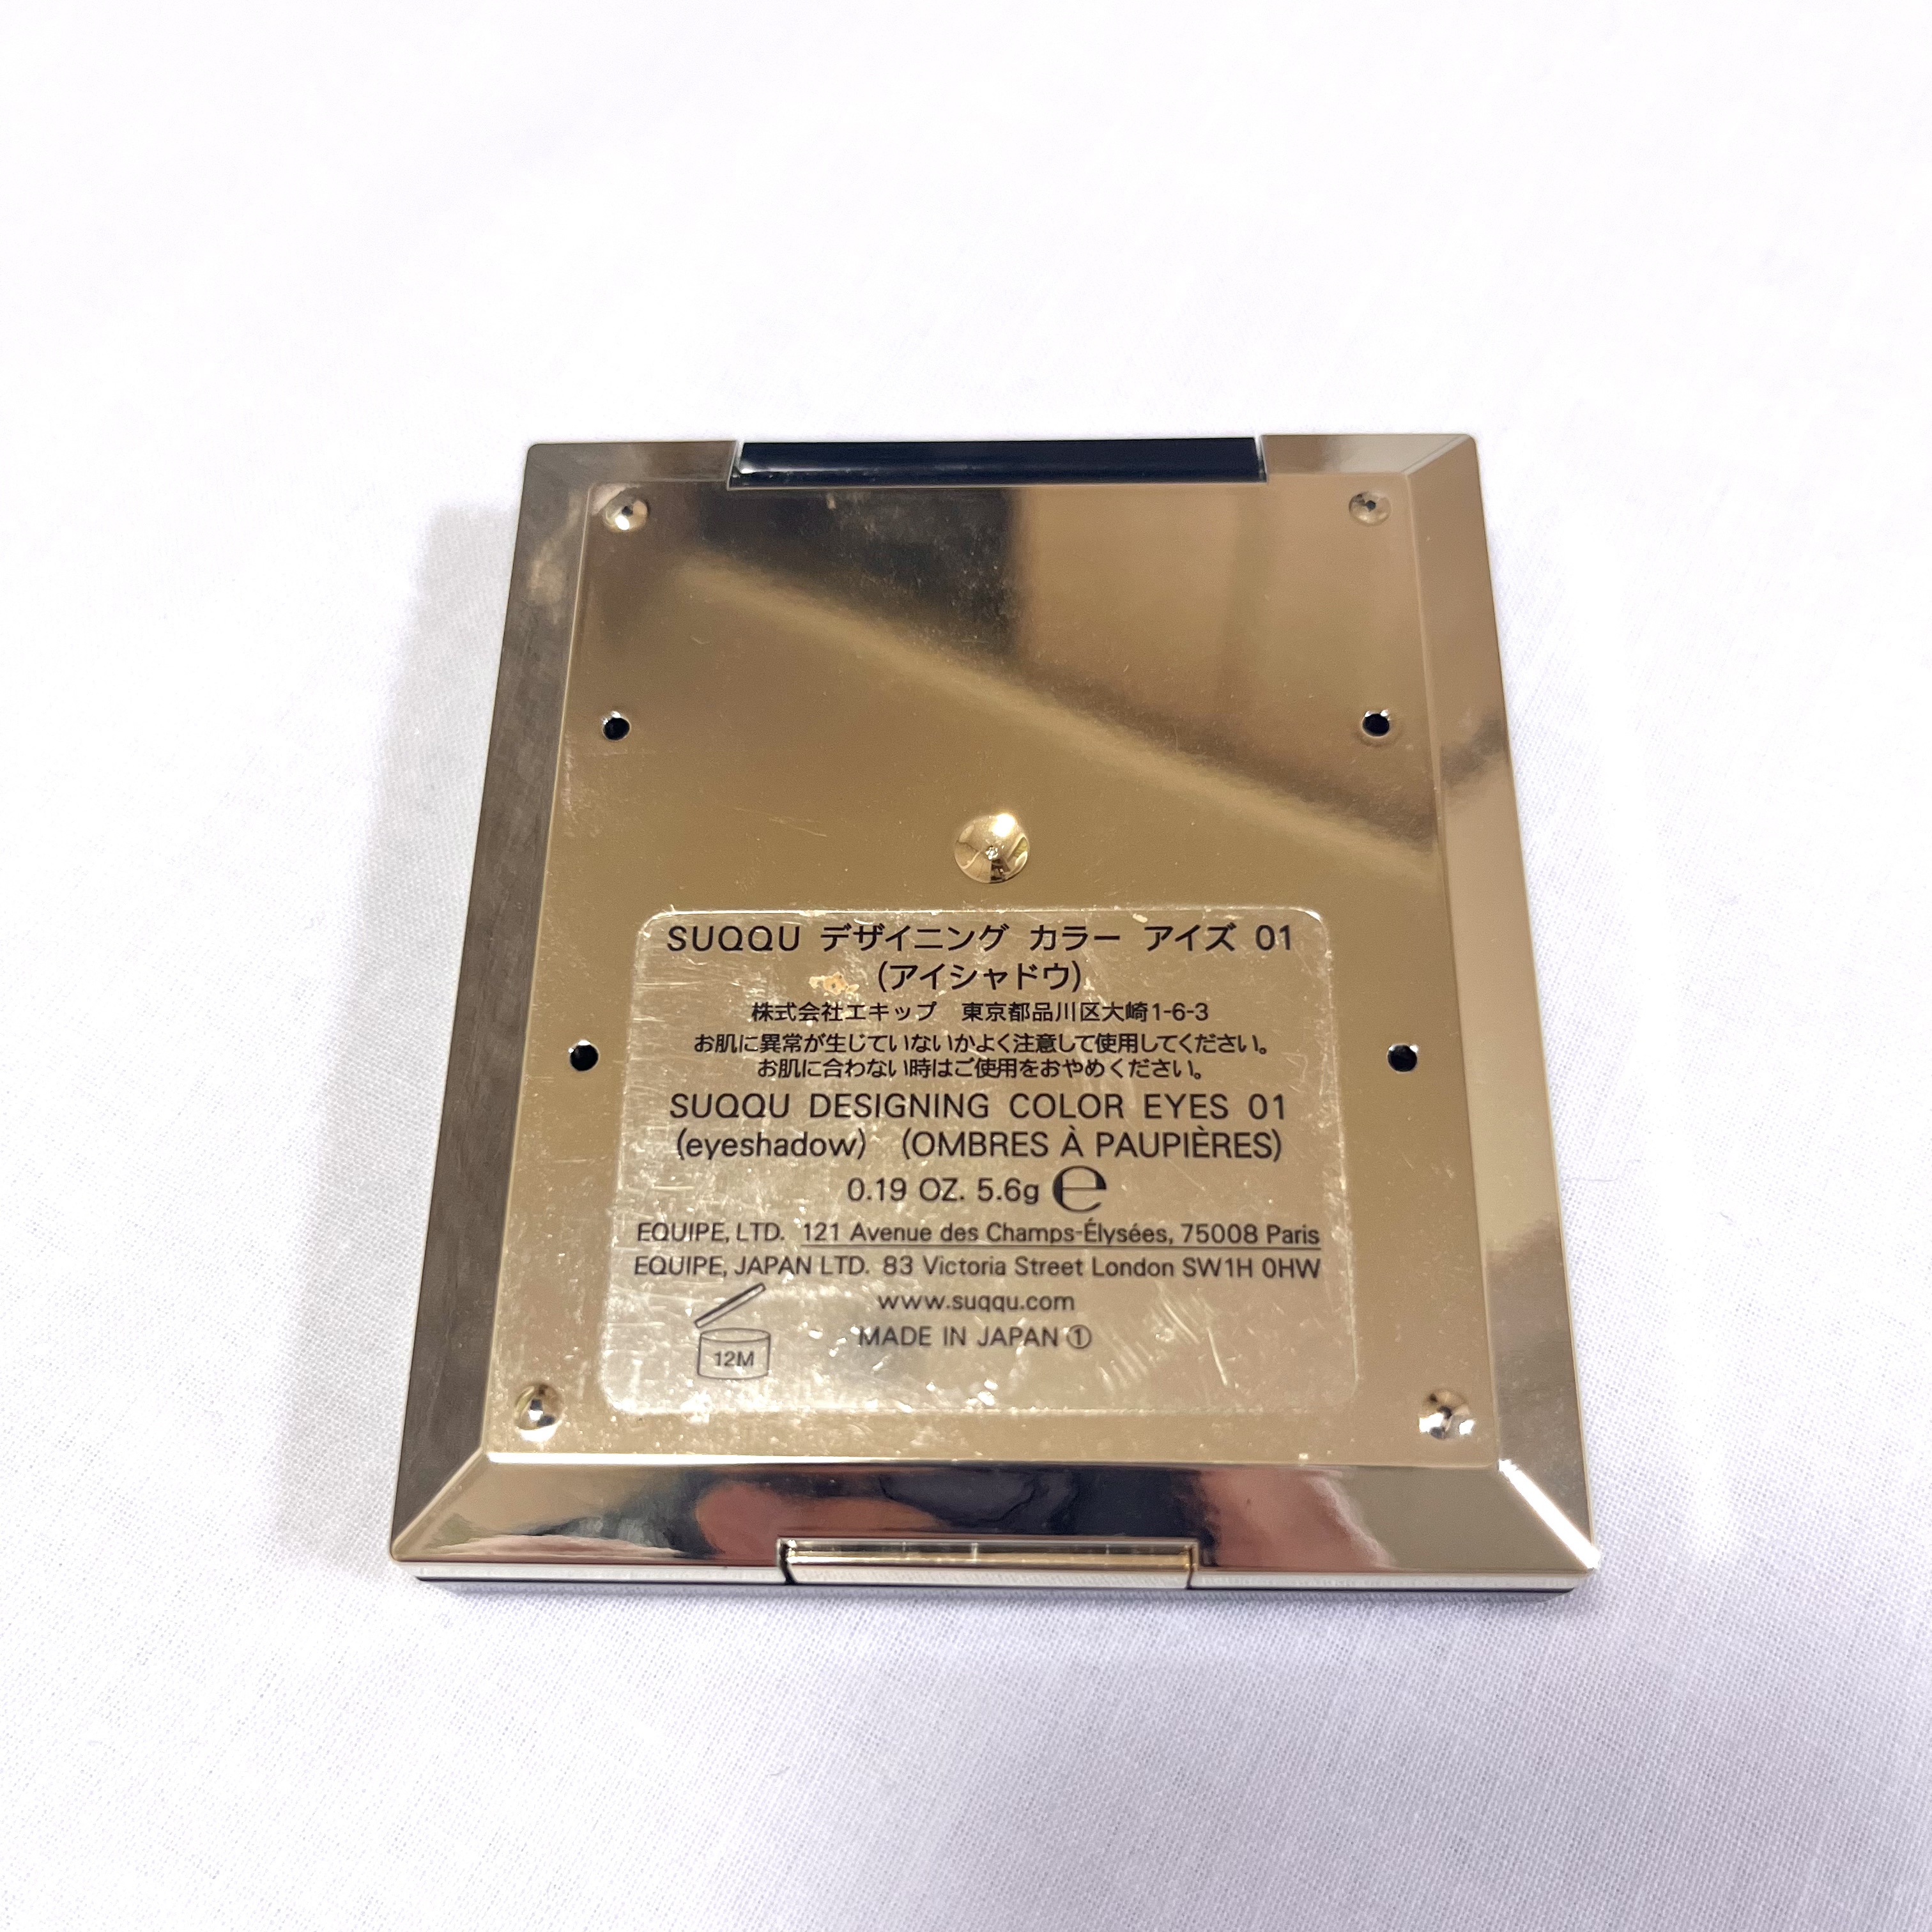 SUQQU デザイニング カラー アイズ 01
(アイシャドウ)
株式会社エキップ 東京都品川区大崎1-6-3
お肌に異常が生じていないかよく注意して使用してください。
お肌に合わない時はご使用をおやめください。
SUQQU DESIGNING COLOR EYES 01
(eyeshadow) (OMBRES À PAUPIÈRES)
0.19 OZ. 5.6g ℮
EQUIPE, LTD. 121 Avenue des Champs-Élysées, 75008 Paris
EQUIPE, JAPAN LTD. 83 Victoria Street London SW1H 0HW
www.suqqu.com
MADE IN JAPAN ①
12M